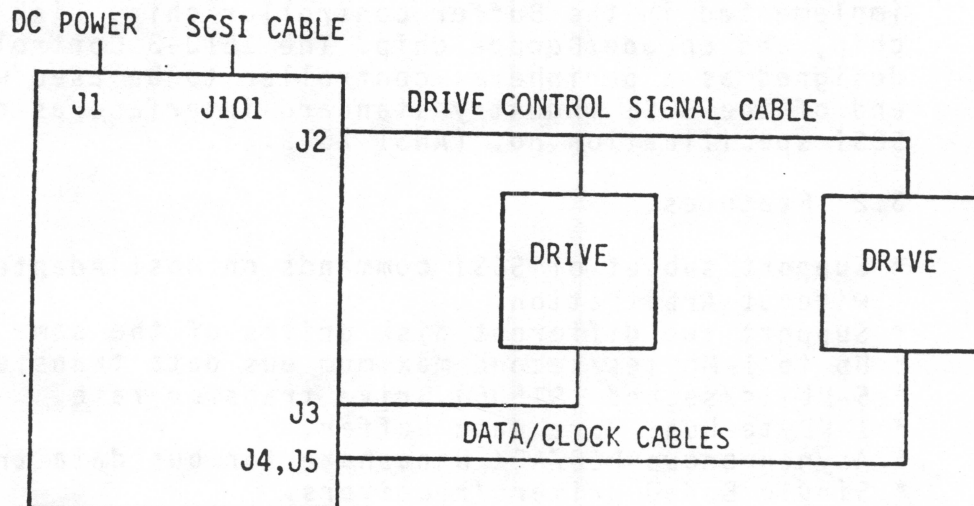 DC POWER SCSI CABLE
J1 J101
DRIVE CONTROL SIGNAL CABLE
J2
DRIVE DRIVE
J3
DATA/CLOCK CABLES
J4,J5